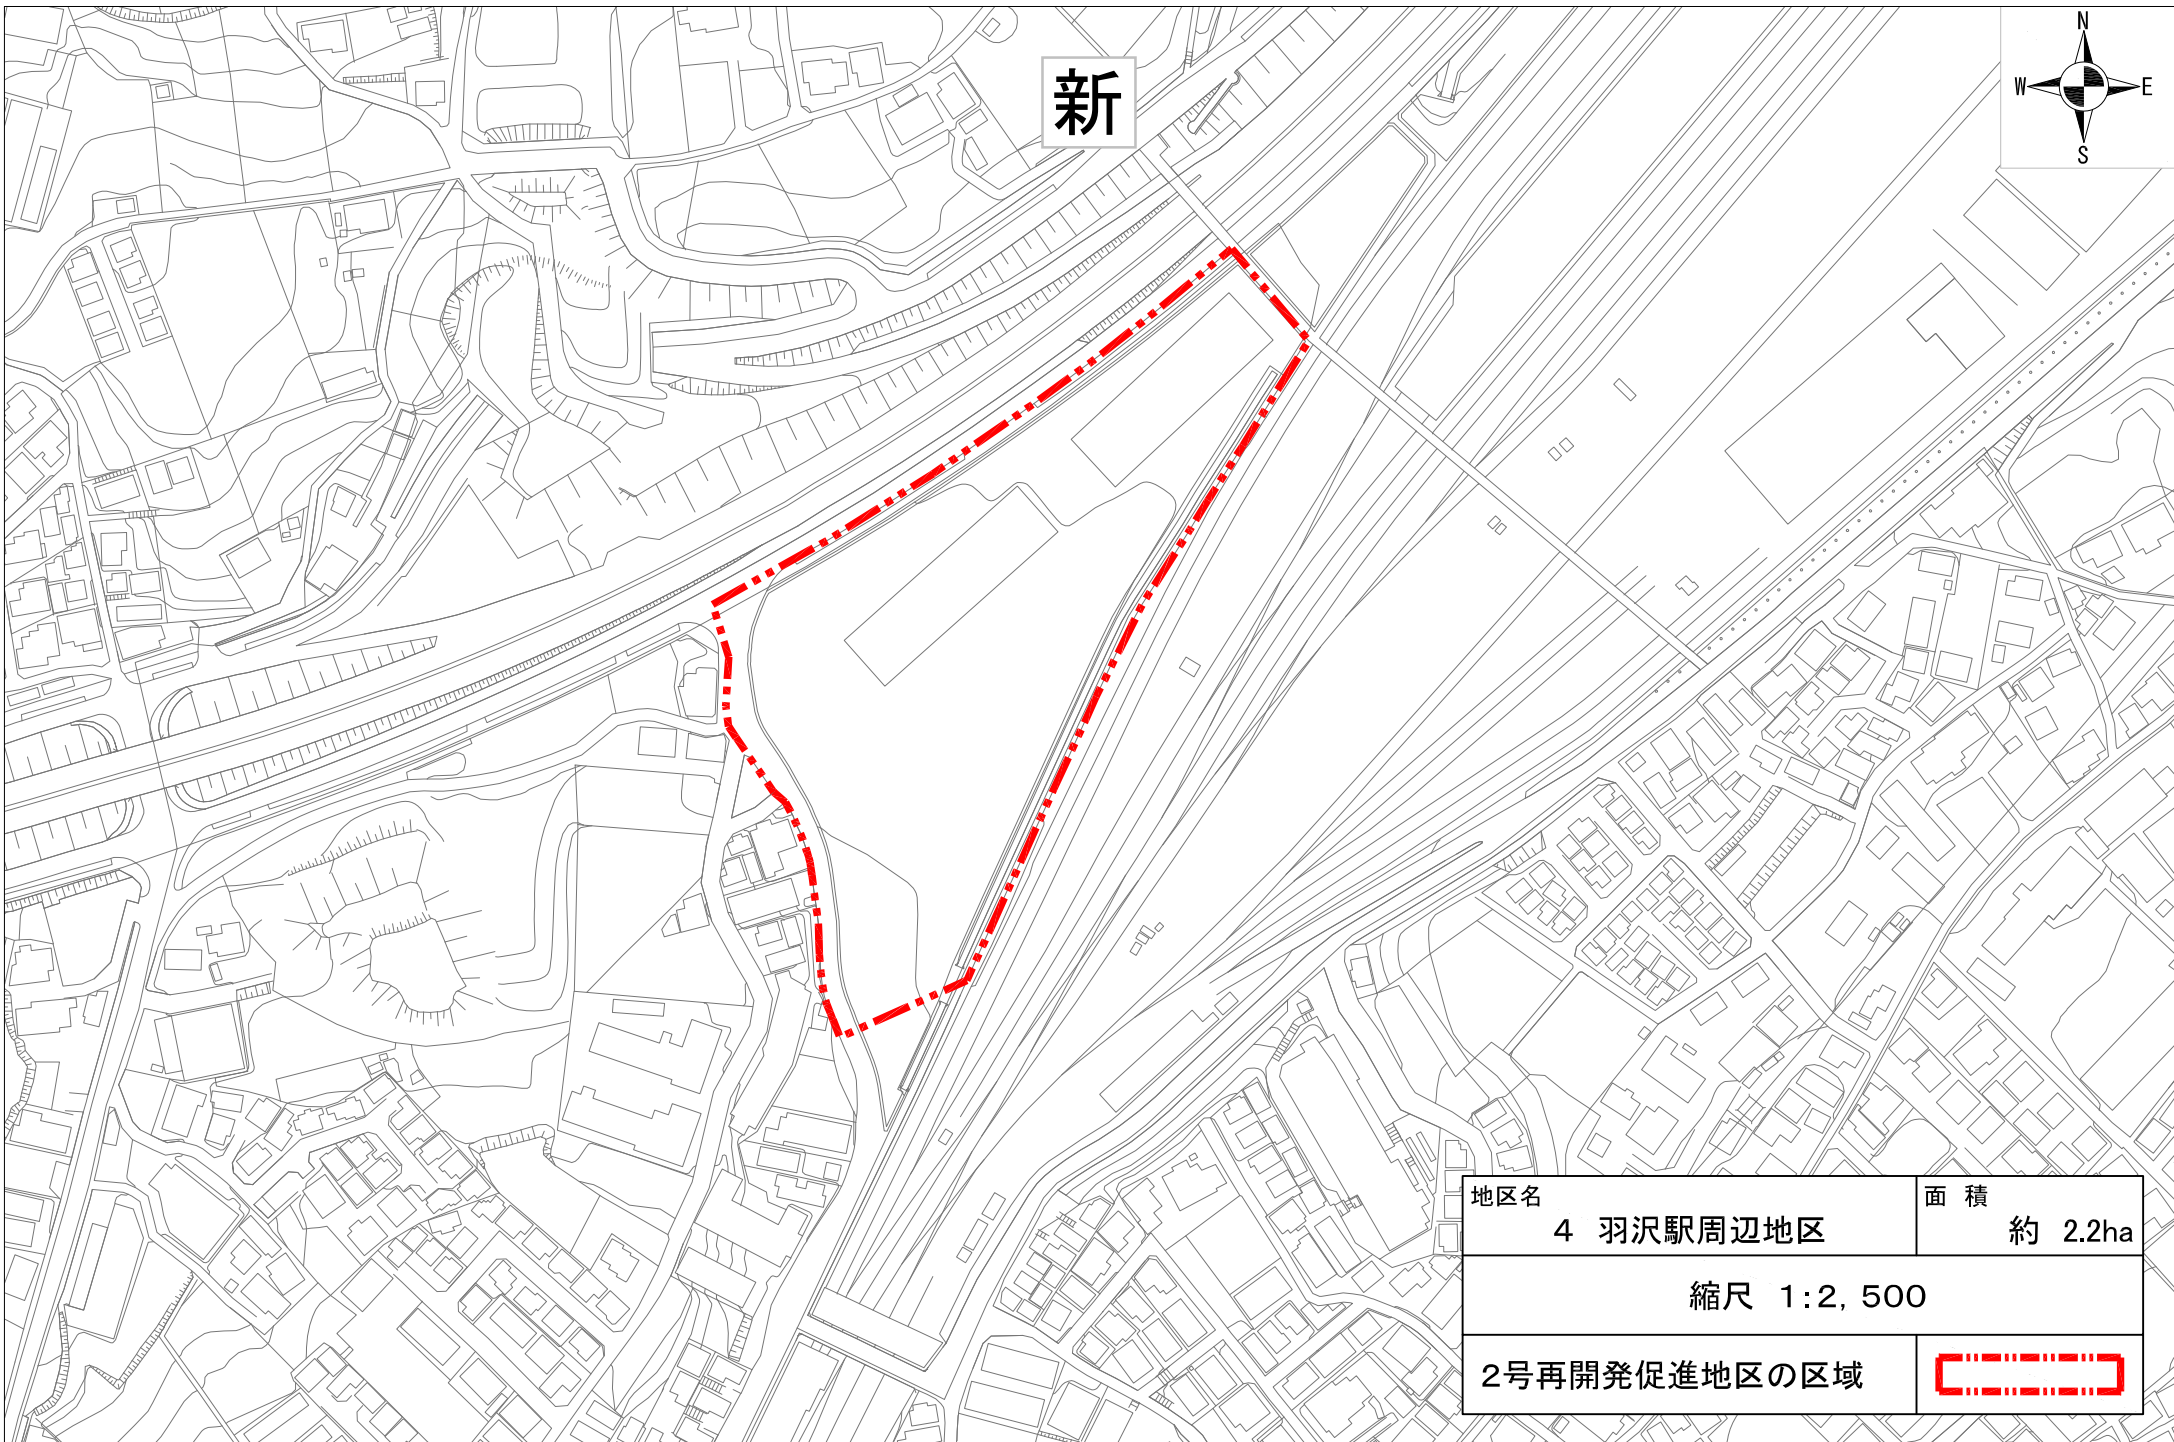 新
N
W E
S
地区名
4 羽沢駅周辺地区
面 積
約 2.2ha
縮尺 1:2,500
2号再開発促進地区の区域